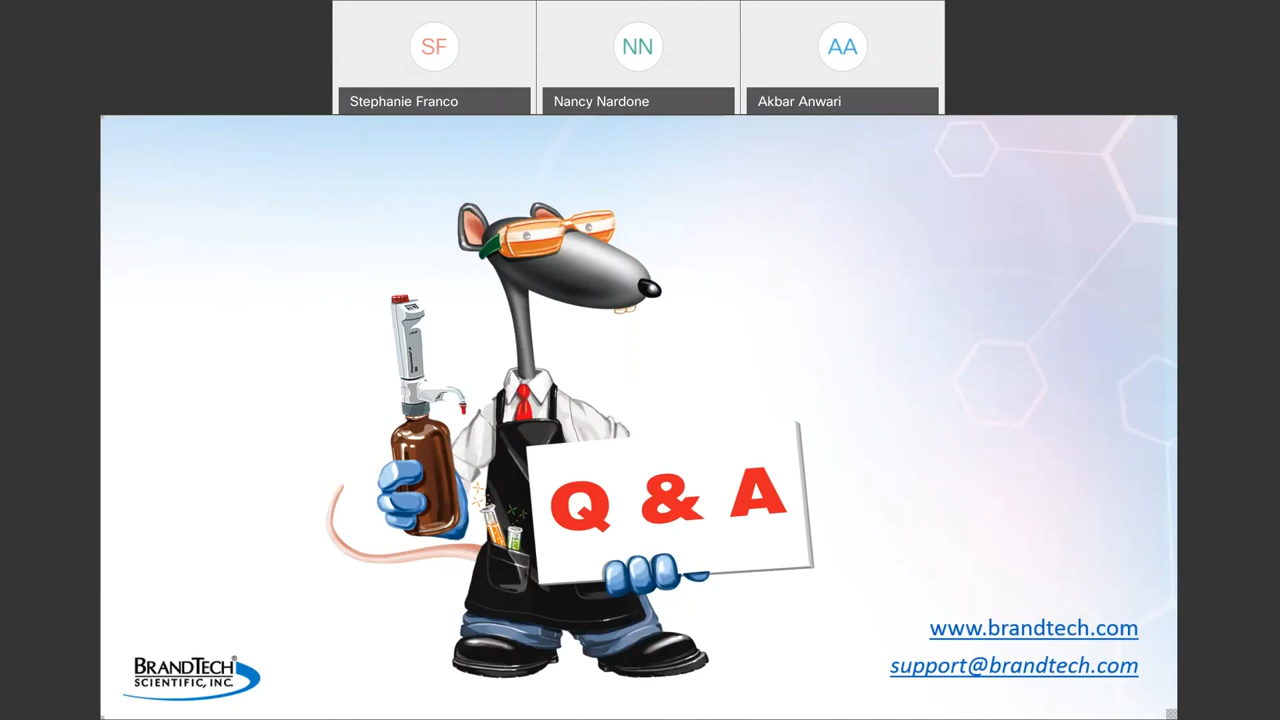 SF
NN
AA
Stephanie Franco
Nancy Nardone
Akbar Anwari
Q & A
www.brandtech.com
support@brandtech.com
BRANDTECH®
SCIENTIFIC, INC.